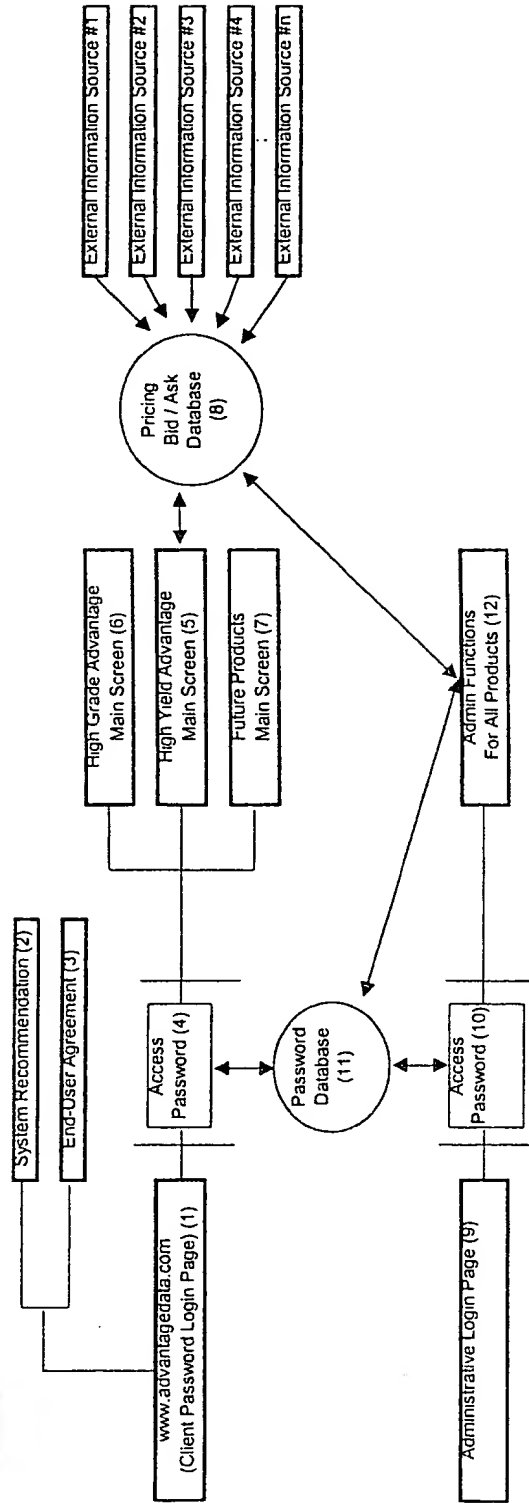 System Recommendation (2)
End-User Agreement (3)
www.advantagedata.com
(Client Password Login Page) (1)
Access
Password (4)
High Grade Advantage
Main Screen (6)
High Yield Advantage
Main Screen (5)
Future Products
Main Screen (7)
Pricing
Bid / Ask
Database
(8)
External Information Source #1
External Information Source #2
External Information Source #3
External Information Source #4
:
External Information Source #n
Password
Database
(11)
Administrative Login Page (9)
Access
Password (10)
Admin Functions
For All Products (12)